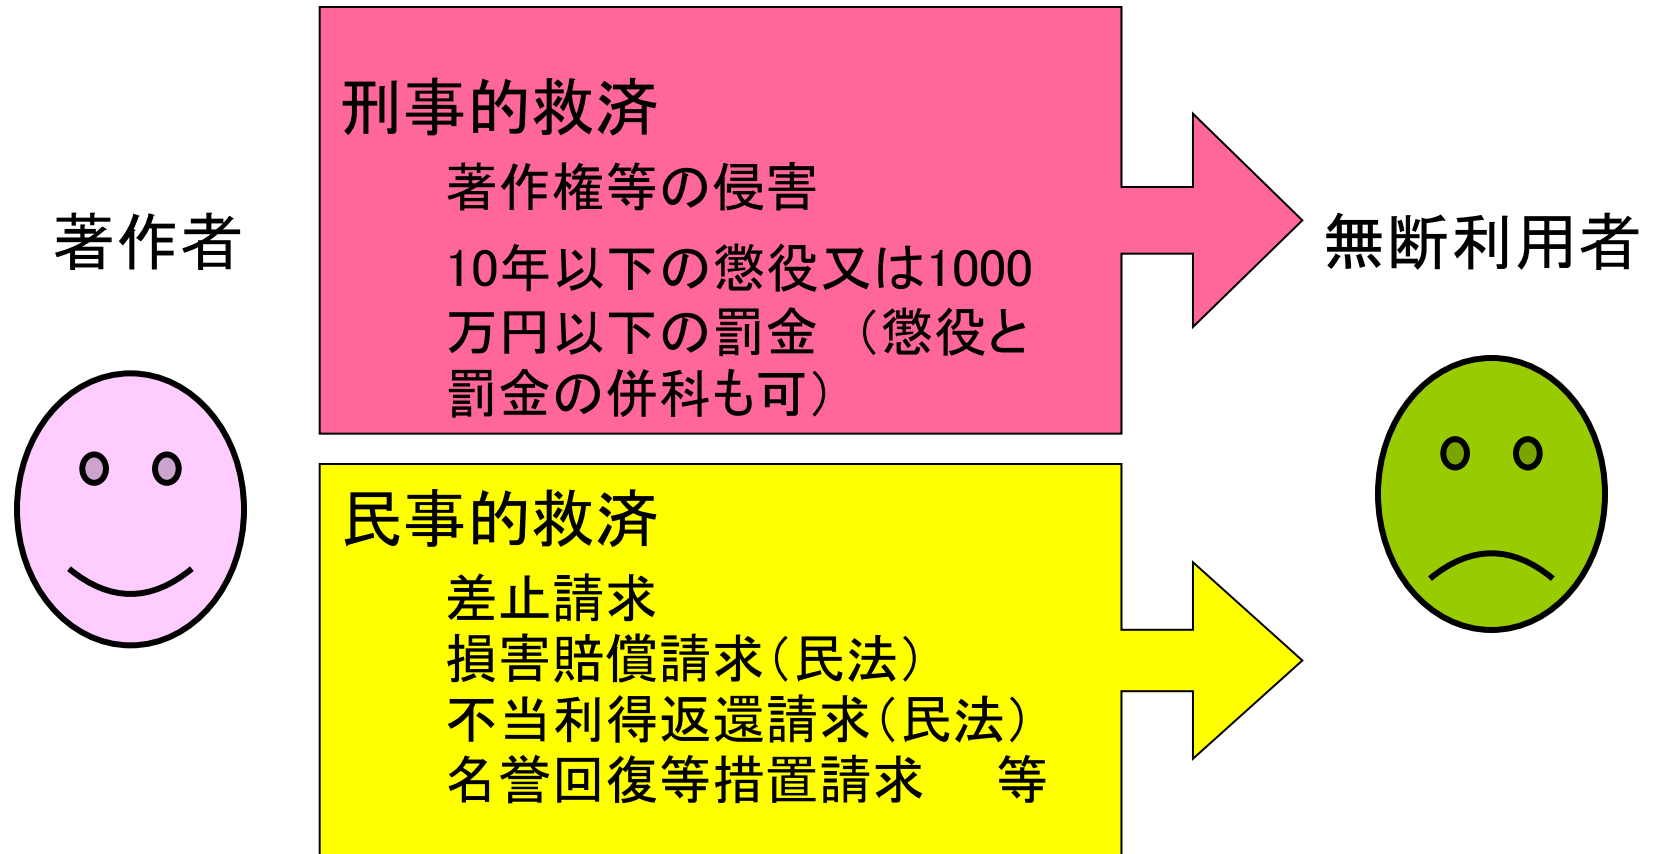 著作者
刑事的救済
著作権等の侵害
10年以下の懲役又は1000
万円以下の罰金　（懲役と
罰金の併科も可）
無断利用者
民事的救済
差止請求
損害賠償請求（民法）
不当利得返還請求（民法）
名誉回復等措置請求　等